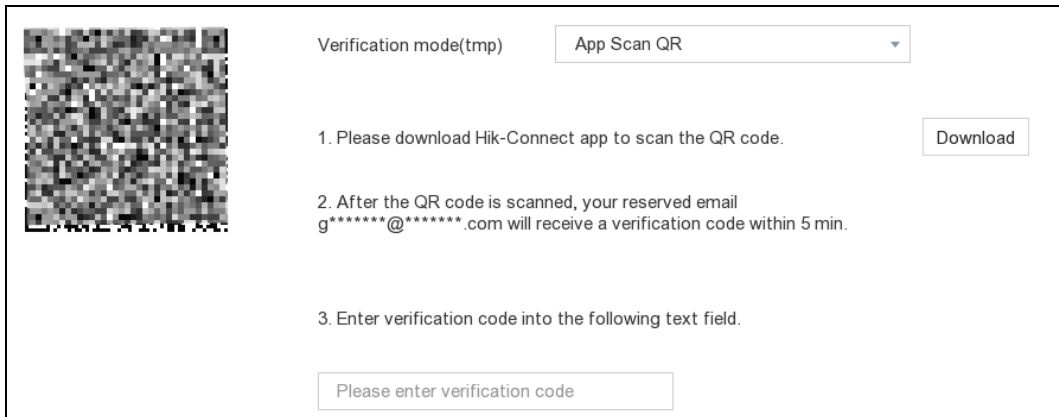 Verification mode(tmp)
App Scan QR
1. Please download Hik-Connect app to scan the QR code.
Download
2. After the QR code is scanned, your reserved email
g*******@*******.com will receive a verification code within 5 min.
3. Enter verification code into the following text field.
Please enter verification code